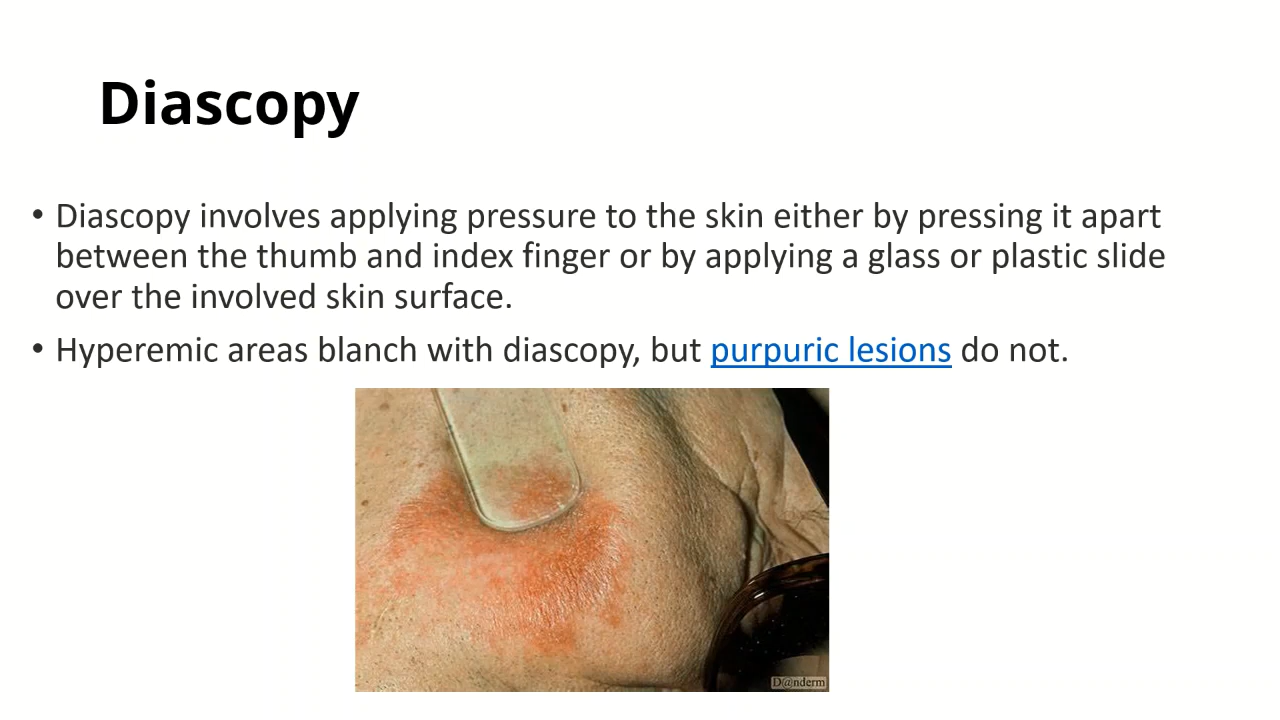 Diascopy
• Diascopy involves applying pressure to the skin either by pressing it apart
between the thumb and index finger or by applying a glass or plastic slide
over the involved skin surface.
• Hyperemic areas blanch with diascopy, but purpuric lesions do not.
D@nderm